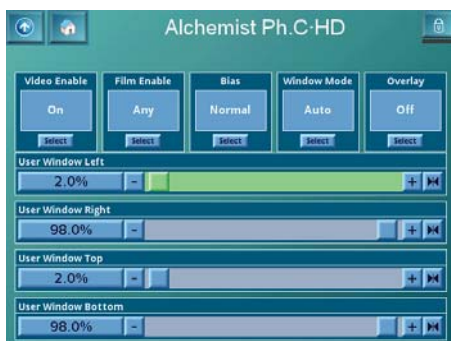 Alchemist Ph.C·HD
Video Enable Film Enable Bias Window Mode Overlay
On Any Normal Auto Off
Select Select Select Select Select
User Window Left
2.0% - +
User Window Right
98.0% - +
User Window Top
2.0% - +
User Window Bottom
98.0% - +